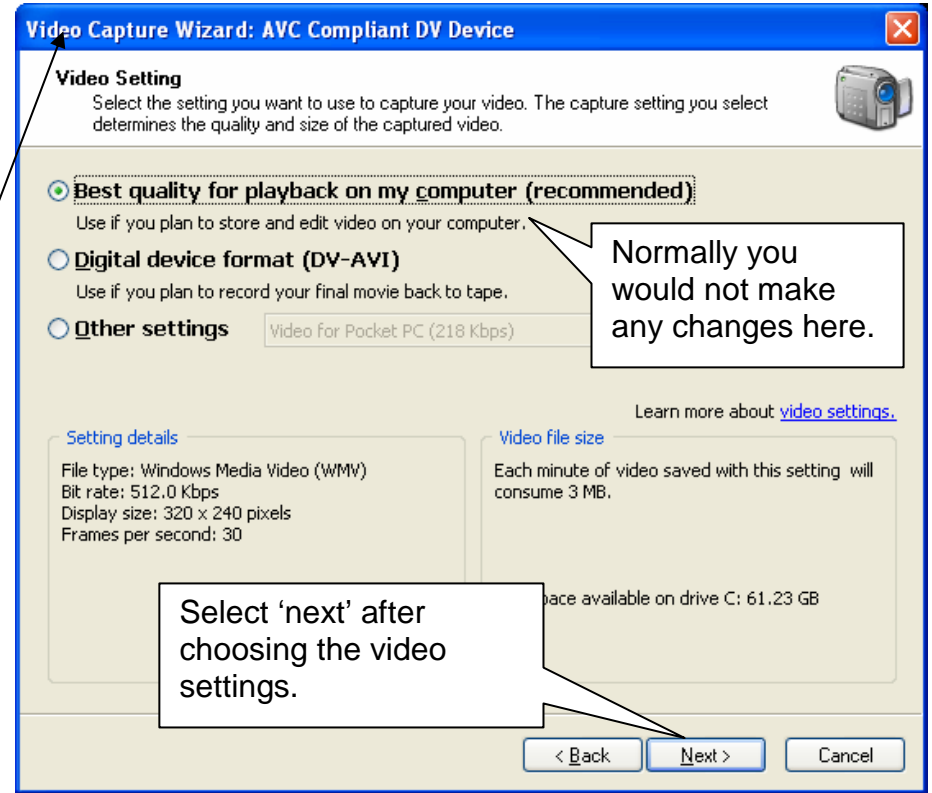 Video Capture Wizard: AVC Compliant DV Device
Video Setting
Select the setting you want to use to capture your video. The capture setting you select
determines the quality and size of the captured video.
Best quality for playback on my computer (recommended)
Use if you plan to store and edit video on your computer.
Digital device format (DV-AVI)
Use if you plan to record your final movie back to tape.
Other settings
Video for Pocket PC (218 Kbps)
Normally you
would not make
any changes here.
Learn more about video settings.
Setting details
File type: Windows Media Video (WMV)
Bit rate: 512.0 Kbps
Display size: 320 x 240 pixels
Frames per second: 30
Video file size
Each minute of video saved with this setting will
consume 3 MB.
available on drive C: 61.23 GB
Select ‘next’ after
choosing the video
settings.
< Back
Next >
Cancel